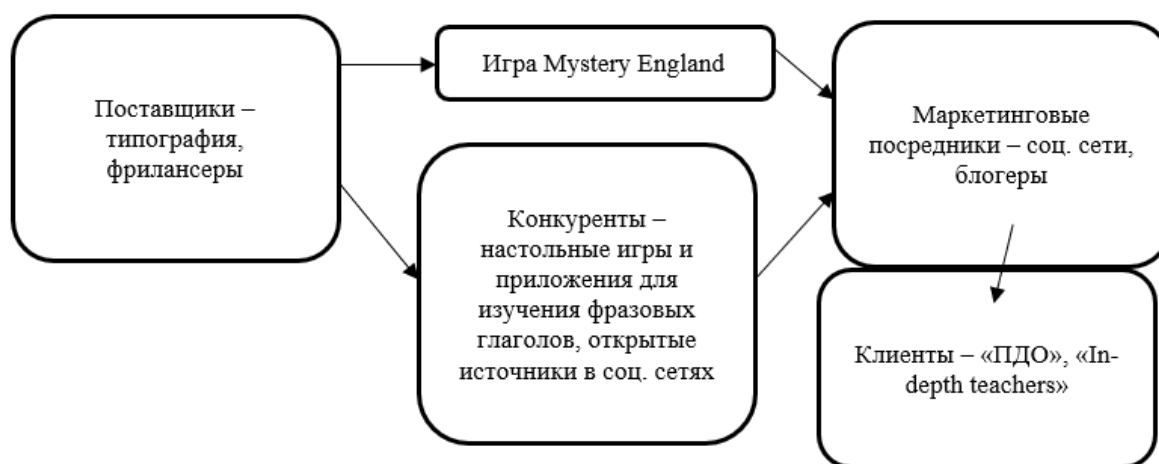 Поставщики –
типография,
фрилансеры
Игра Mystery England
Конкуренты –
настольные игры и
приложения для
изучения фразовых
глаголов, открытые
источники в соц. сетях
Маркетинговые
посредники – соц. сети,
блогеры
Клиенты – «ПДО», «In-
depth teachers»